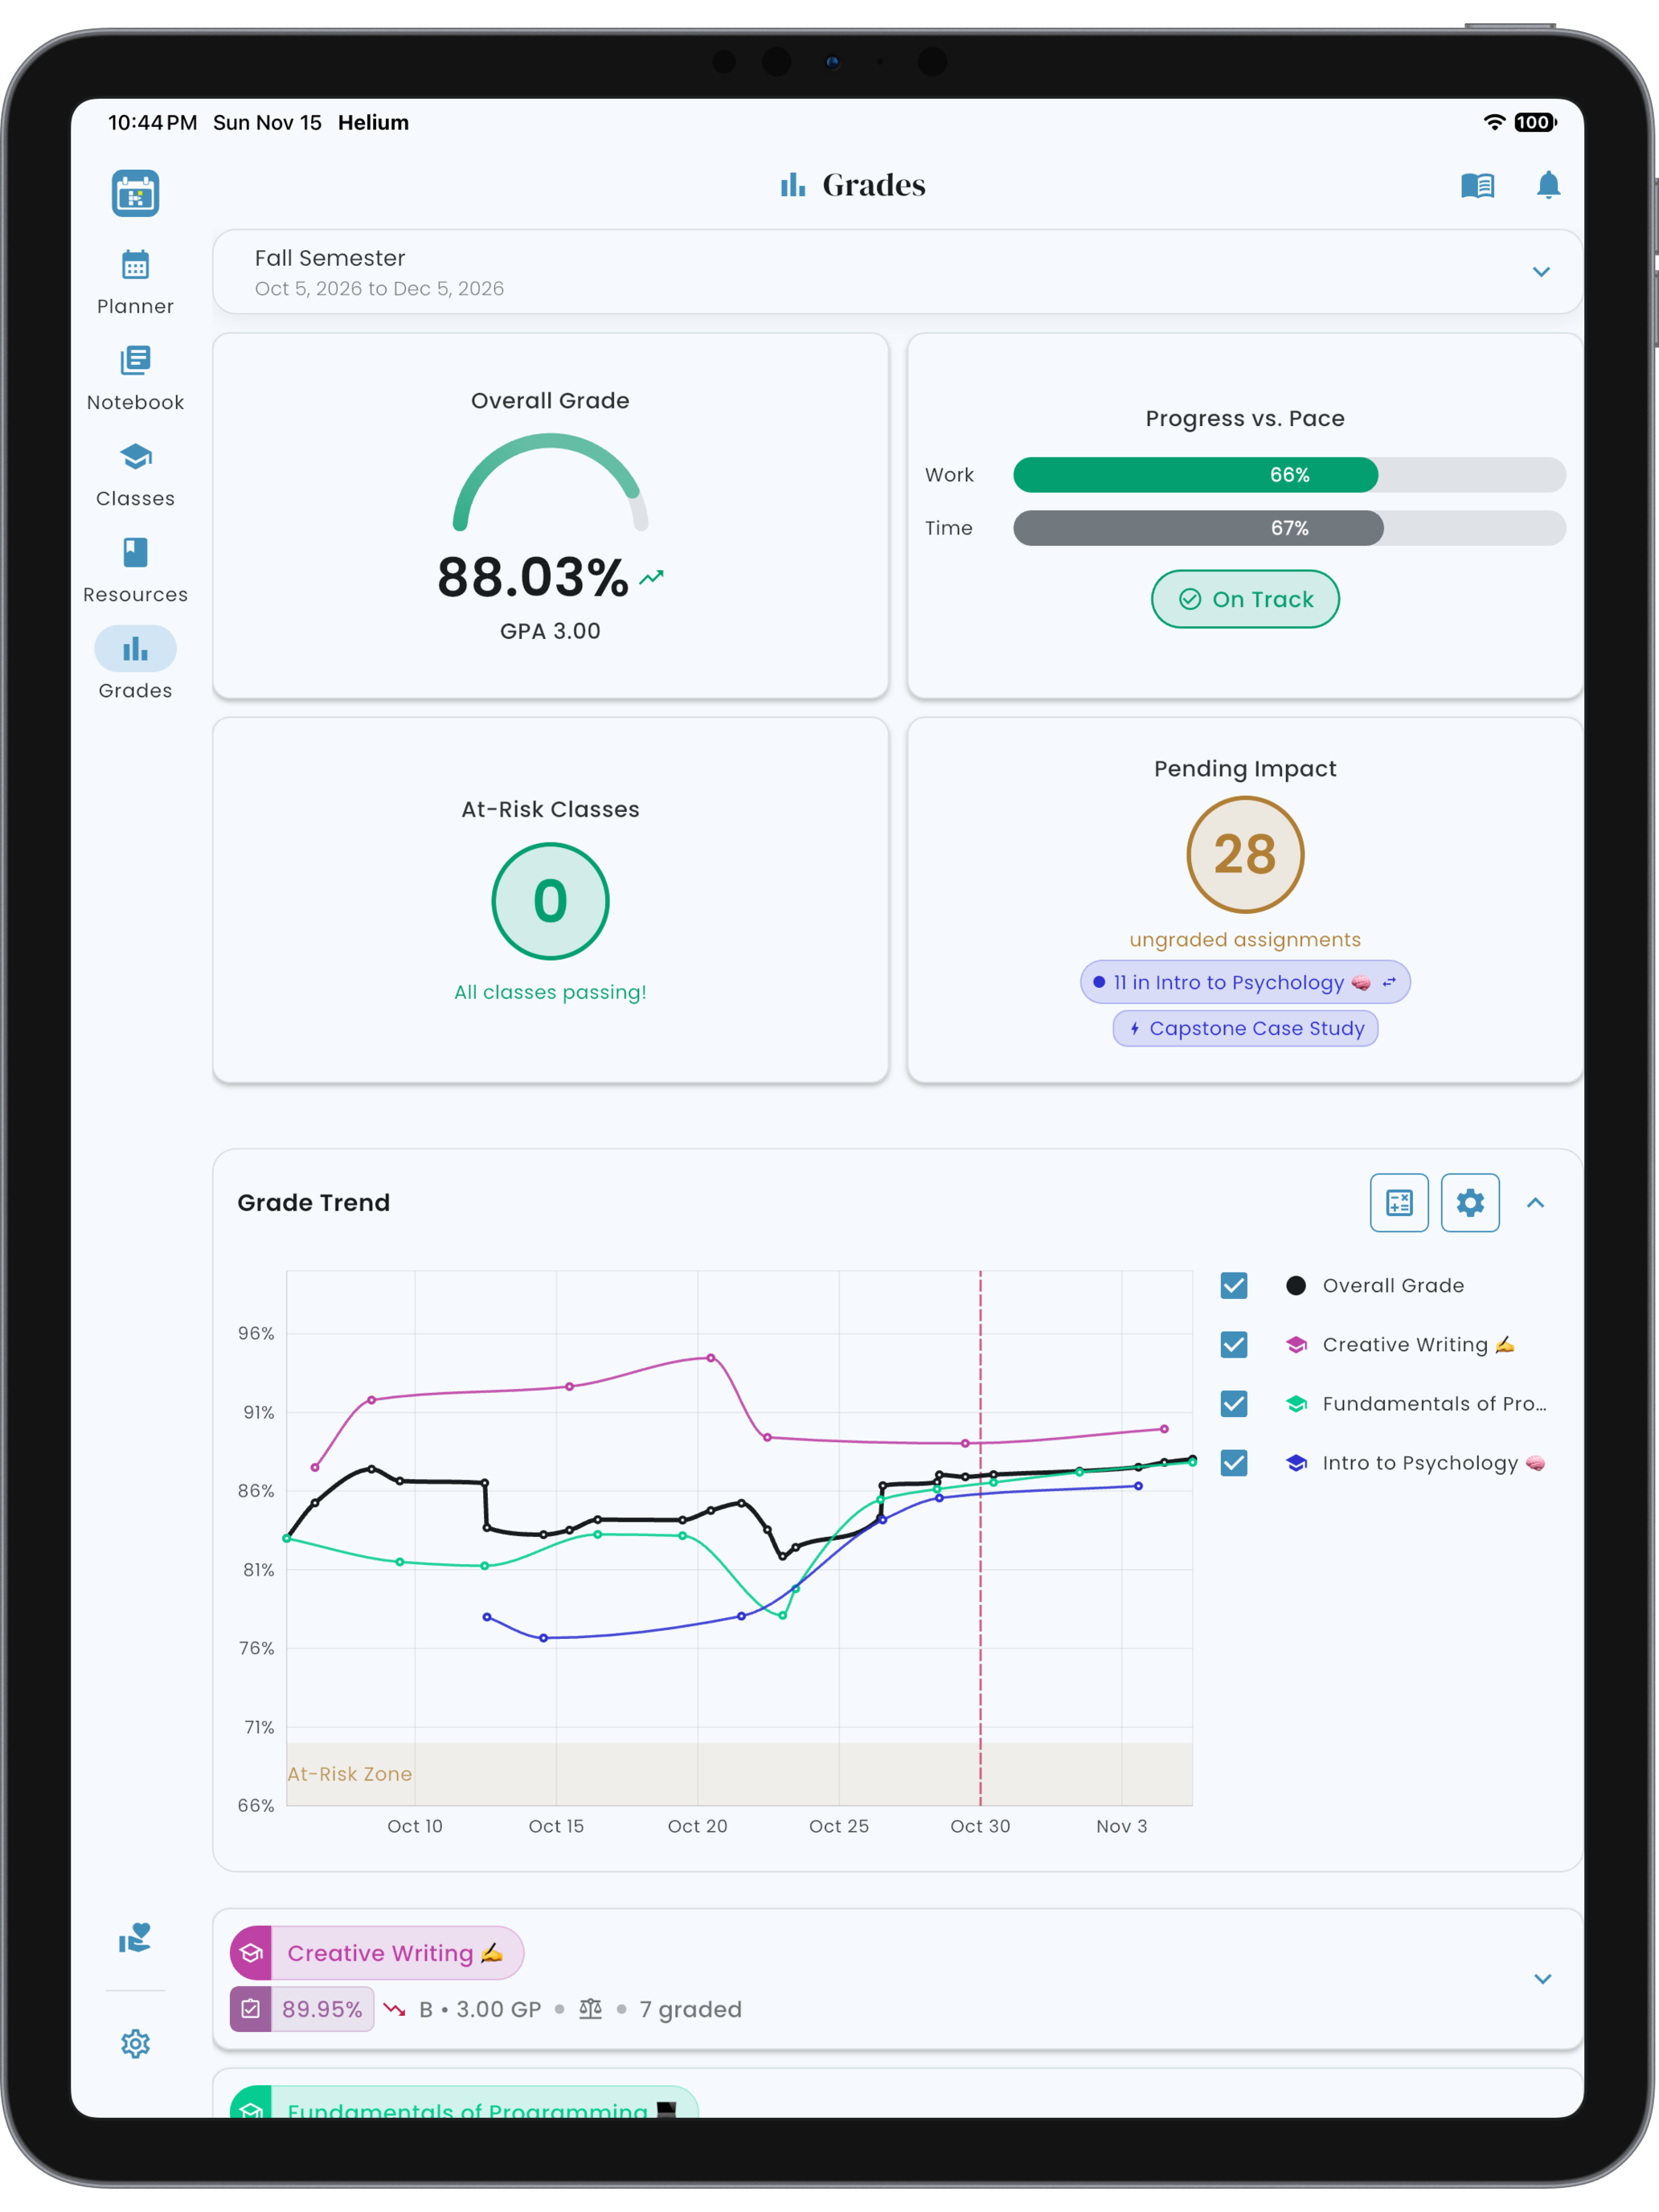 10:44 PM Sun Nov 15 Helium
100
Grades
Planner
Notebook
Classes
Resources
Grades
Fall Semester
Oct 5, 2026 to Dec 5, 2026
Overall Grade
88.03%
GPA 3.00
Progress vs. Pace
Work 66%
Time 67%
On Track
At-Risk Classes
0
All classes passing!
Pending Impact
28
ungraded assignments
11 in Intro to Psychology 🧠
Capstone Case Study
Grade Trend
96%
91%
86%
81%
76%
71%
66%
At-Risk Zone
Oct 10 Oct 15 Oct 20 Oct 25 Oct 30 Nov 3
Overall Grade
Creative Writing ✍️
Fundamentals of Pro...
Intro to Psychology 🧠
Creative Writing ✍️
89.95% B • 3.00 GP • • 7 graded
Fundamentals of Programming